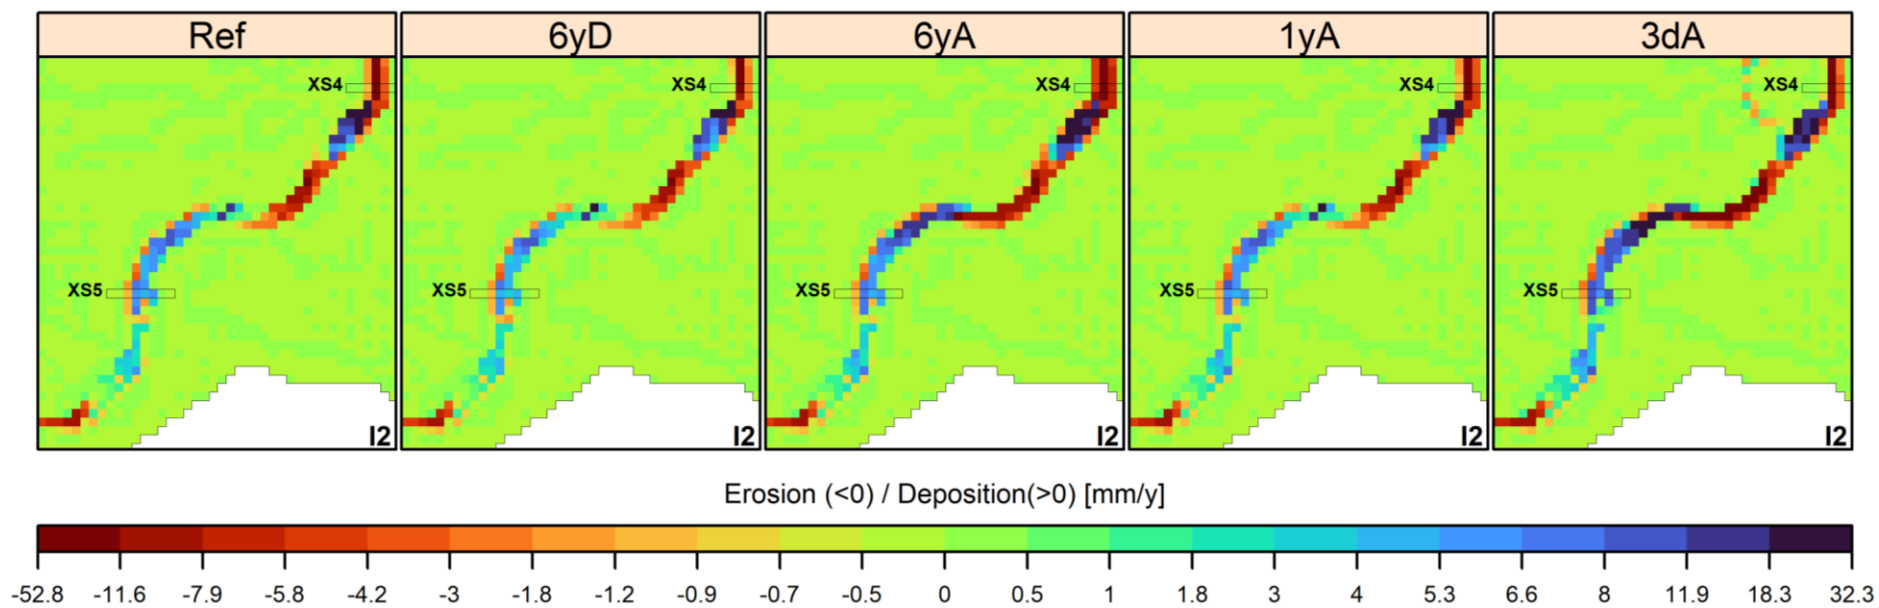 Ref 6yD 6yA 1yA 3dA
XS4 XS4 XS4 XS4 XS4
XS5 XS5 XS5 XS5 XS5
I2 I2 I2 I2 I2
Erosion (<0) / Deposition(>0) [mm/y]
-52.8 -11.6 -7.9 -5.8 -4.2 -3 -1.8 -1.2 -0.9 -0.7 -0.5 0 0.5 1 1.8 3 4 5.3 6.6 8 11.9 18.3 32.3